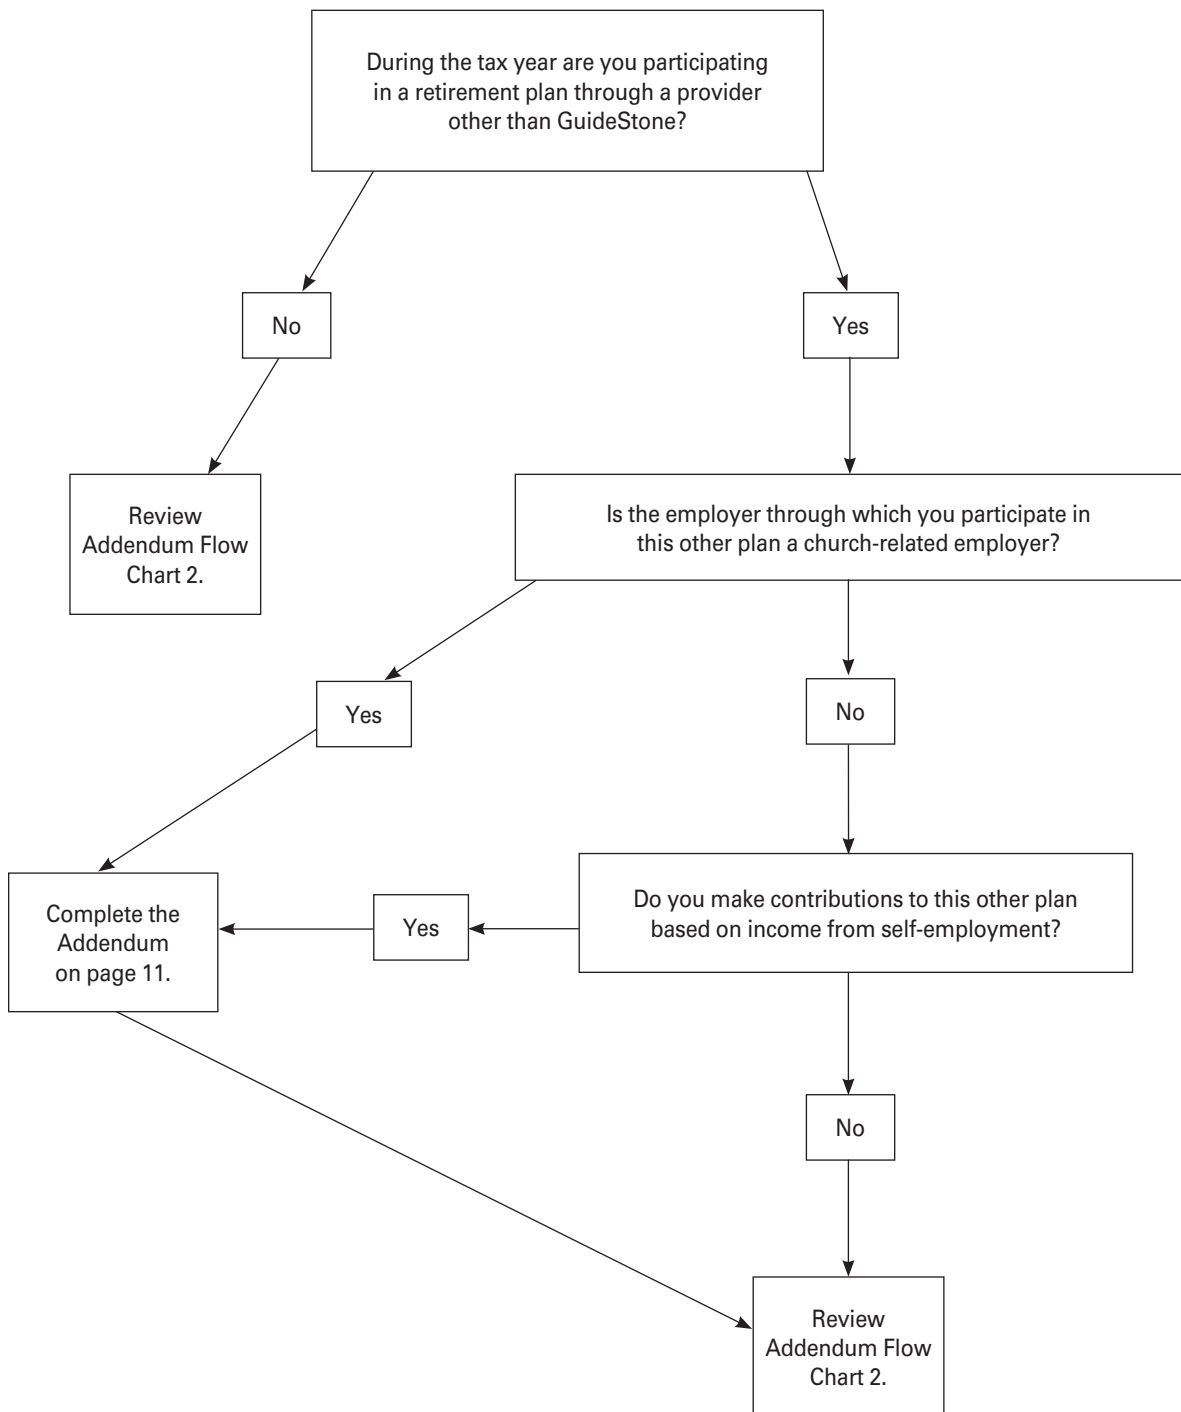 During the tax year are you participating
in a retirement plan through a provider
other than GuideStone?
No
Yes
Review
Addendum Flow
Chart 2.
Is the employer through which you participate in
this other plan a church-related employer?
Yes
No
Complete the
Addendum
on page 11.
Yes
Do you make contributions to this other plan
based on income from self-employment?
No
Review
Addendum Flow
Chart 2.